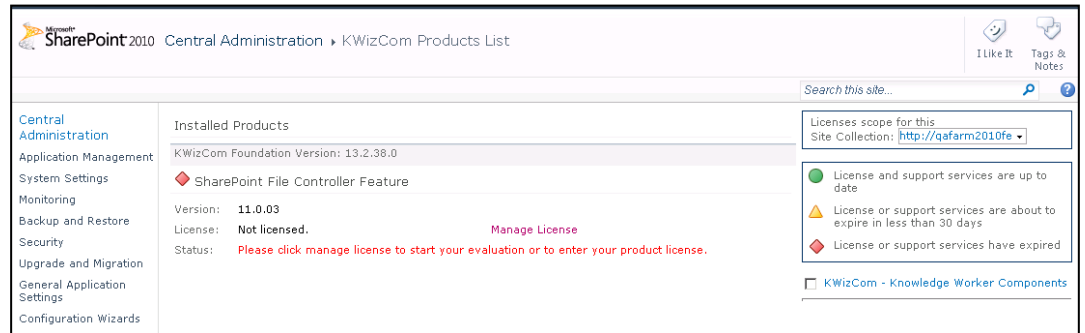 Microsoft
SharePoint 2010 Central Administration ▸ KWizCom Products List
I Like It
Tags &
Notes
Search this site...
Central
Administration
Application Management
System Settings
Monitoring
Backup and Restore
Security
Upgrade and Migration
General Application
Settings
Configuration Wizards
Installed Products
KWizCom Foundation Version: 13.2.38.0
SharePoint File Controller Feature
Version: 11.0.03
License: Not licensed. Manage License
Status: Please click manage license to start your evaluation or to enter your product license.
Licenses scope for this
Site Collection: http://qafarm2010fe
License and support services are up to
date
License or support services are about to
expire in less than 30 days
License or support services have expired
KWizCom - Knowledge Worker Components